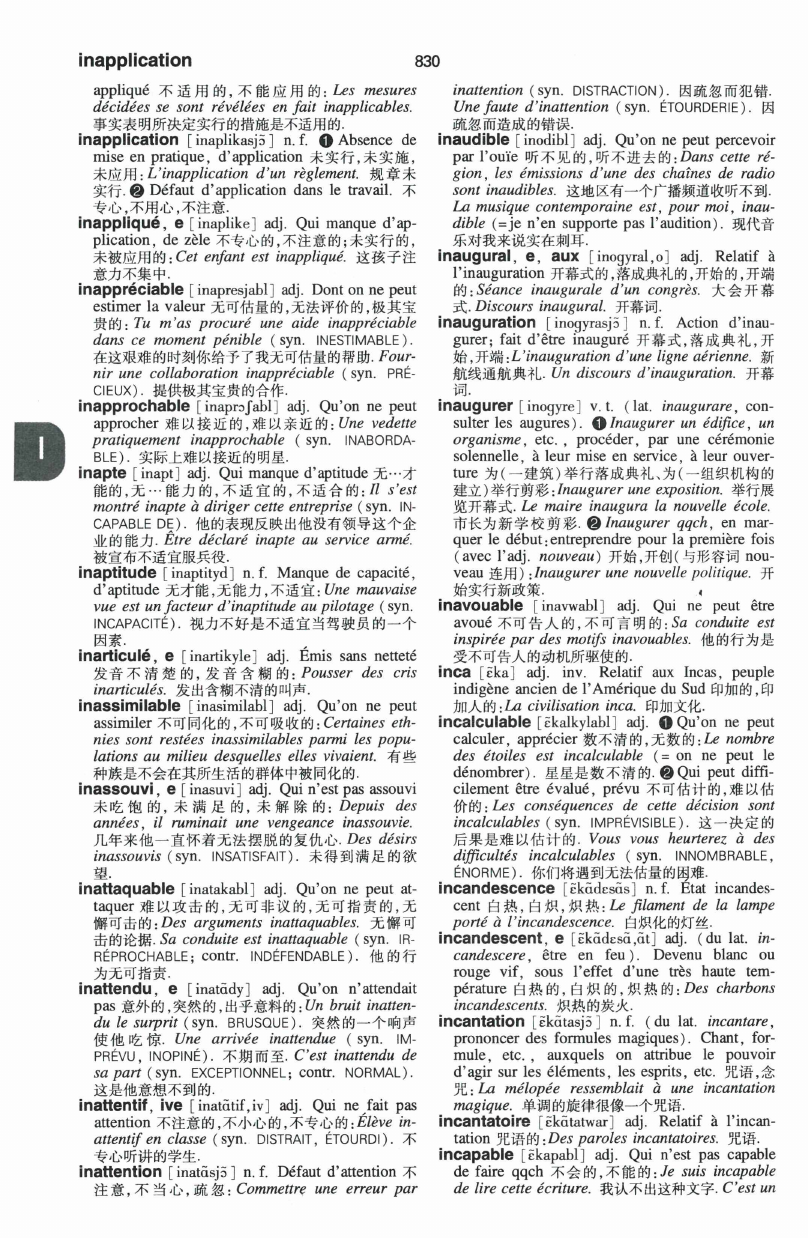 inapplication
830
appliqué 不适用的,不能应用的: Les mesures
décidées se sont révélées en fait inapplicables.
事实表明所决定实行的措施是不适用的.
inapplication [inaplikasjɔ̃] n. f. ❶ Absence de
mise en pratique, d'application 未实行,未实施,
未应用: L'inapplication d'un règlement. 规章未
实行. ❷ Défaut d'application dans le travail. 不
专心,不用心,不注意.
inappliqué, e [inaplike] adj. Qui manque d'ap-
plication, de zèle 不专心的,不注意的;未实行的,
未被应用的: Cet enfant est inappliqué. 这孩子注
意力不集中.
inappréciable [inapresjabl] adj. Dont on ne peut
estimer la valeur 无可估量的,无法评价的,极其宝
贵的: Tu m'as procuré une aide inappréciable
dans ce moment pénible (syn. INESTIMABLE).
在这艰难的时刻你给予了我无可估量的帮助. Four-
nir une collaboration inappréciable (syn. PRÉ-
CIEUX). 提供极其宝贵的合作.
inapprochable [inaprɔʃabl] adj. Qu'on ne peut
approcher 难以接近的,难以亲近的: Une vedette
pratiquement inapprochable (syn. INABORDA-
BLE). 实际上难以接近的明星.
inapte [inapt] adj. Qui manque d'aptitude 无…才
能的,无…能力的,不适宜的,不适合的: Il s'est
montré inapte à diriger cette entreprise (syn. IN-
CAPABLE DE). 他的表现反映出他没有领导这个企
业的能力. Être déclaré inapte au service armé.
被宣布不适宜服兵役.
inaptitude [inaptityd] n. f. Manque de capacité,
d'aptitude 无才能,无能力,不适宜: Une mauvaise
vue est un facteur d'inaptitude au pilotage (syn.
INCAPACITÉ). 视力不好是不适宜当驾驶员的一个
因素.
inarticulé, e [inartikyle] adj. Émis sans netteté
发音不清楚的,发音含糊的: Pousser des cris
inarticulés. 发出含糊不清的叫声.
inassimilable [inasimilabl] adj. Qu'on ne peut
assimiler 不可同化的,不可吸收的: Certaines eth-
nies sont restées inassimilables parmi les popu-
lations au milieu desquelles elles vivaient. 有些
种族是不会在其所生活的群体中被同化的.
inassouvi, e [inasuvi] adj. Qui n'est pas assouvi
未吃饱的,未满足的,未解除的: Depuis des
années, il ruminait une vengeance inassouvie.
几年来他一直怀着无法摆脱的复仇心. Des désirs
inassouvis (syn. INSATISFAIT). 未得到满足的欲
望.
inattaquable [inatakabl] adj. Qu'on ne peut at-
taquer 难以攻击的,无可非议的,无可指责的,无
懈可击的: Des arguments inattaquables. 无懈可
击的论据. Sa conduite est inattaquable (syn. IR-
RÉPROCHABLE; contr. INDÉFENDABLE). 他的行
为无可指责.
inattendu, e [inatɑ̃dy] adj. Qu'on n'attendait
pas 意外的,突然的,出乎意料的: Un bruit inatten-
du le surprit (syn. BRUSQUE). 突然的一个响声
使他吃惊. Une arrivée inattendue (syn. IM-
PRÉVU, INOPINÉ). 不期而至. C'est inattendu de
sa part (syn. EXCEPTIONNEL; contr. NORMAL).
这是他意想不到的.
inattentif, ive [inatɑ̃tif,iv] adj. Qui ne fait pas
attention 不注意的,不小心的,不专心的: Élève in-
attentif en classe (syn. DISTRAIT, ÉTOURDI). 不
专心听讲的学生.
inattention [inatɑ̃sjɔ̃] n. f. Défaut d'attention 不
注意,不当心,疏忽: Commettre une erreur par
I
inattention (syn. DISTRACTION). 因疏忽而犯错.
Une faute d'inattention (syn. ÉTOURDERIE). 因
疏忽而造成的错误.
inaudible [inodibl] adj. Qu'on ne peut percevoir
par l'ouïe 听不见的,听不进去的: Dans cette ré-
gion, les émissions d'une des chaînes de radio
sont inaudibles. 这地区有一个广播频道收听不到.
La musique contemporaine est, pour moi, inau-
dible (=je n'en supporte pas l'audition). 现代音
乐对我来说实在刺耳.
inaugural, e, aux [inogyral,o] adj. Relatif à
l'inauguration 开幕式的,落成典礼的,开始的,开端
的: Séance inaugurale d'un congrès. 大会开幕
式. Discours inaugural. 开幕词.
inauguration [inogyrasjɔ̃] n. f. Action d'inau-
gurer; fait d'être inauguré 开幕式,落成典礼,开
始,开端: L'inauguration d'une ligne aérienne. 新
航线通航典礼. Un discours d'inauguration. 开幕
词.
inaugurer [inogyre] v. t. (lat. inaugurare, con-
sulter les augures). ❶ Inaugurer un édifice, un
organisme, etc., procéder, par une cérémonie
solennelle, à leur mise en service, à leur ouver-
ture 为(一建筑)举行落成典礼、为(一组织机构的
建立)举行剪彩: Inaugurer une exposition. 举行展
览开幕式. Le maire inaugura la nouvelle école.
市长为新学校剪彩. ❷ Inaugurer qqch, en mar-
quer le début; entreprendre pour la première fois
(avec l'adj. nouveau) 开始,开创(与形容词 nou-
veau 连用): Inaugurer une nouvelle politique. 开
始实行新政策.
inavouable [inavwabl] adj. Qui ne peut être
avoué 不可告人的,不可言明的: Sa conduite est
inspirée par des motifs inavouables. 他的行为是
受不可告人的动机所驱使的.
inca [ɛ̃ka] adj. inv. Relatif aux Incas, peuple
indigène ancien de l'Amérique du Sud 印加的,印
加人的: La civilisation inca. 印加文化.
incalculable [ɛ̃kalkylabl] adj. ❶ Qu'on ne peut
calculer, apprécier 数不清的,无数的: Le nombre
des étoiles est incalculable (= on ne peut le
dénombrer). 星星是数不清的. ❷ Qui peut diffi-
cilement être évalué, prévu 不可估计的,难以估
价的: Les conséquences de cette décision sont
incalculables (syn. IMPRÉVISIBLE). 这一决定的
后果是难以估计的. Vous vous heurterez à des
difficultés incalculables (syn. INNOMBRABLE,
ÉNORME). 你们将遇到无法估量的困难.
incandescence [ɛ̃kɑ̃dɛsɑ̃s] n. f. État incandes-
cent 白热,白炽,炽热: Le filament de la lampe
porté à l'incandescence. 白炽化的灯丝.
incandescent, e [ɛ̃kɑ̃dɛsɑ̃,ɑ̃t] adj. (du lat. in-
candescere, être en feu). Devenu blanc ou
rouge vif, sous l'effet d'une très haute tem-
pérature 白热的,白炽的,炽热的: Des charbons
incandescents. 炽热的炭火.
incantation [ɛ̃kɑ̃tasjɔ̃] n. f. (du lat. incantare,
prononcer des formules magiques). Chant, for-
mule, etc., auxquels on attribue le pouvoir
d'agir sur les éléments, les esprits, etc. 咒语,念
咒: La mélopée ressemblait à une incantation
magique. 单调的旋律很像一个咒语.
incantatoire [ɛ̃kɑ̃tatwar] adj. Relatif à l'incan-
tation 咒语的: Des paroles incantatoires. 咒语.
incapable [ɛ̃kapabl] adj. Qui n'est pas capable
de faire qqch 不会的,不能的: Je suis incapable
de lire cette écriture. 我认不出这种文字. C'est un